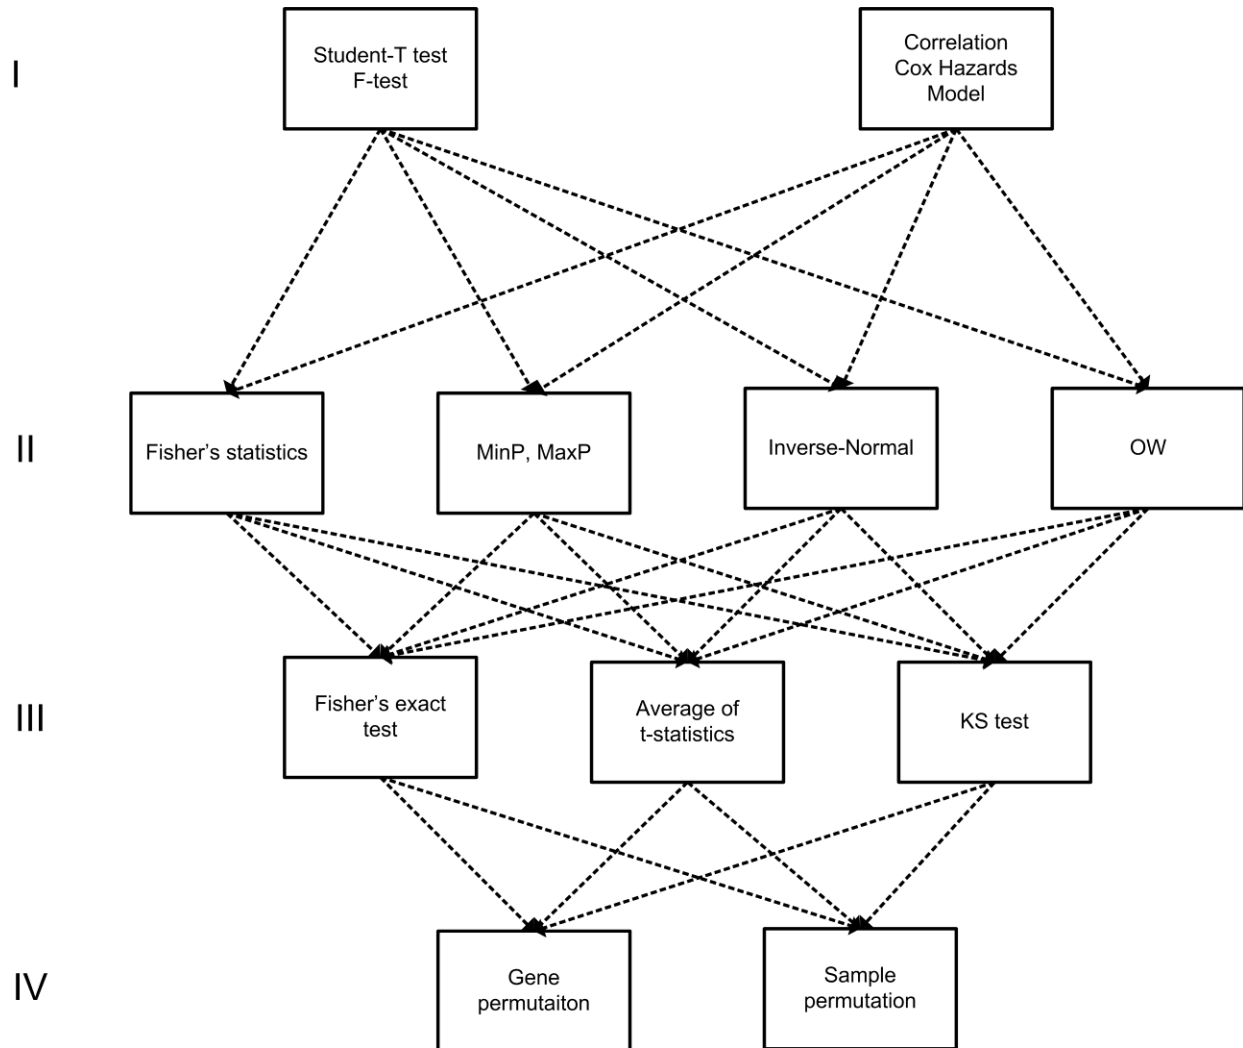 I
Student-T test
F-test
Correlation
Cox Hazards
Model
II
Fisher's statistics
MinP, MaxP
Inverse-Normal
OW
III
Fisher's exact
test
Average of
t-statistics
KS test
IV
Gene
permutaiton
Sample
permutation